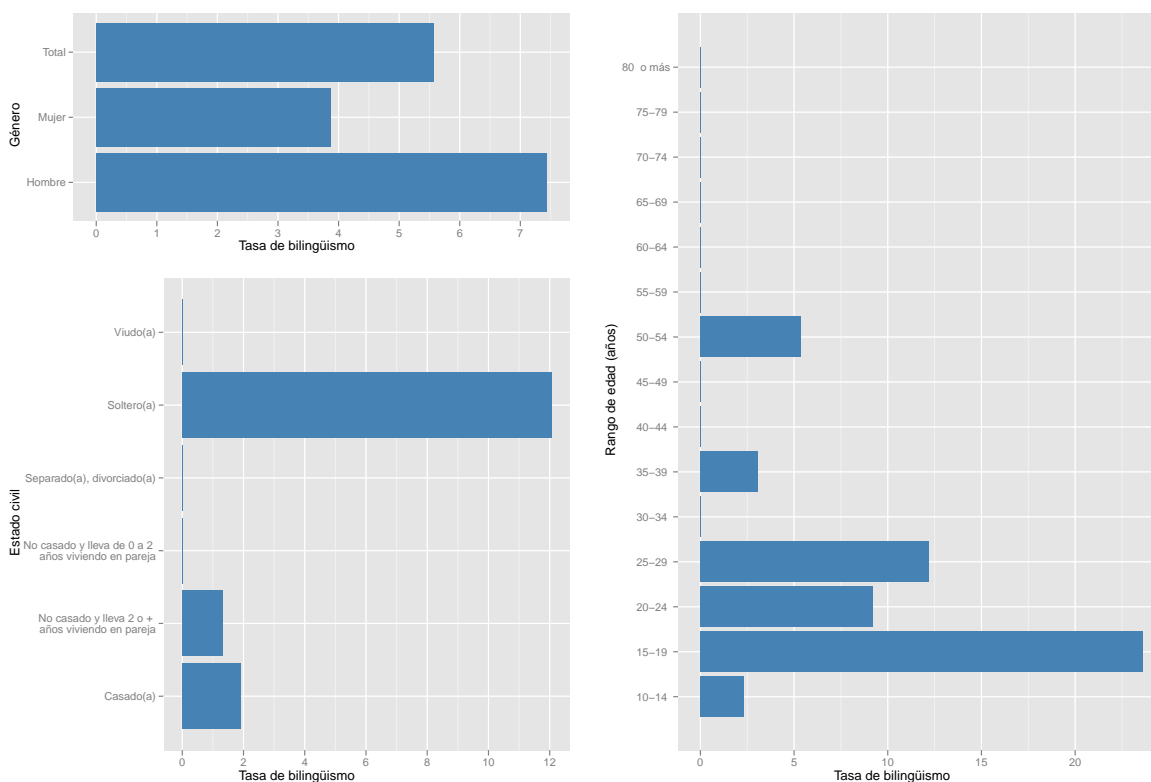 Total
Mujer
Hombre
Género
0 1 2 3 4 5 6 7
Tasa de bilingüismo
Viudo(a)
Soltero(a)
Separado(a), divorciado(a)
No casado y lleva de 0 a 2
años viviendo en pareja
No casado y lleva 2 o +
años viviendo en pareja
Casado(a)
Estado civil
0 2 4 6 8 10 12
Tasa de bilingüismo
80 o más
75−79
70−74
65−69
60−64
55−59
50−54
45−49
40−44
35−39
30−34
25−29
20−24
15−19
10−14
Rango de edad (años)
0 5 10 15 20
Tasa de bilingüismo